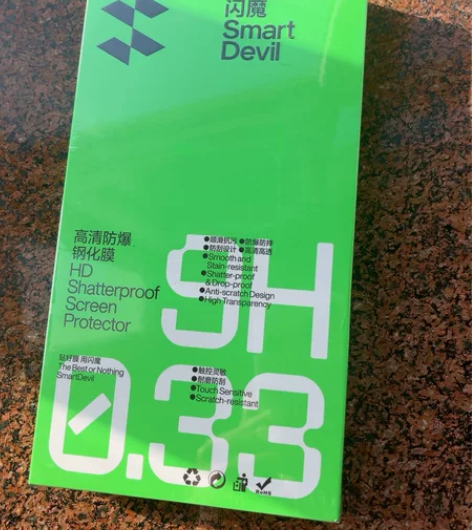 闪魔
Smart
Devil
高清防爆
钢化膜
HD
Shatterproof
Screen
Protector
9H
●顺滑抗污 ●防爆防摔
●防刮设计 ●高清高透
●Smooth and
Stain-resistant
●Shatter-proof
& Drop-proof
●Anti-scratch Design
●High Transparency
贴好膜 用闪魔
The Best or Nothing
SmartDevil
●触控灵敏
●耐磨防刮
●Touch Sensitive
●Scratch-resistant
0.33
RoHS